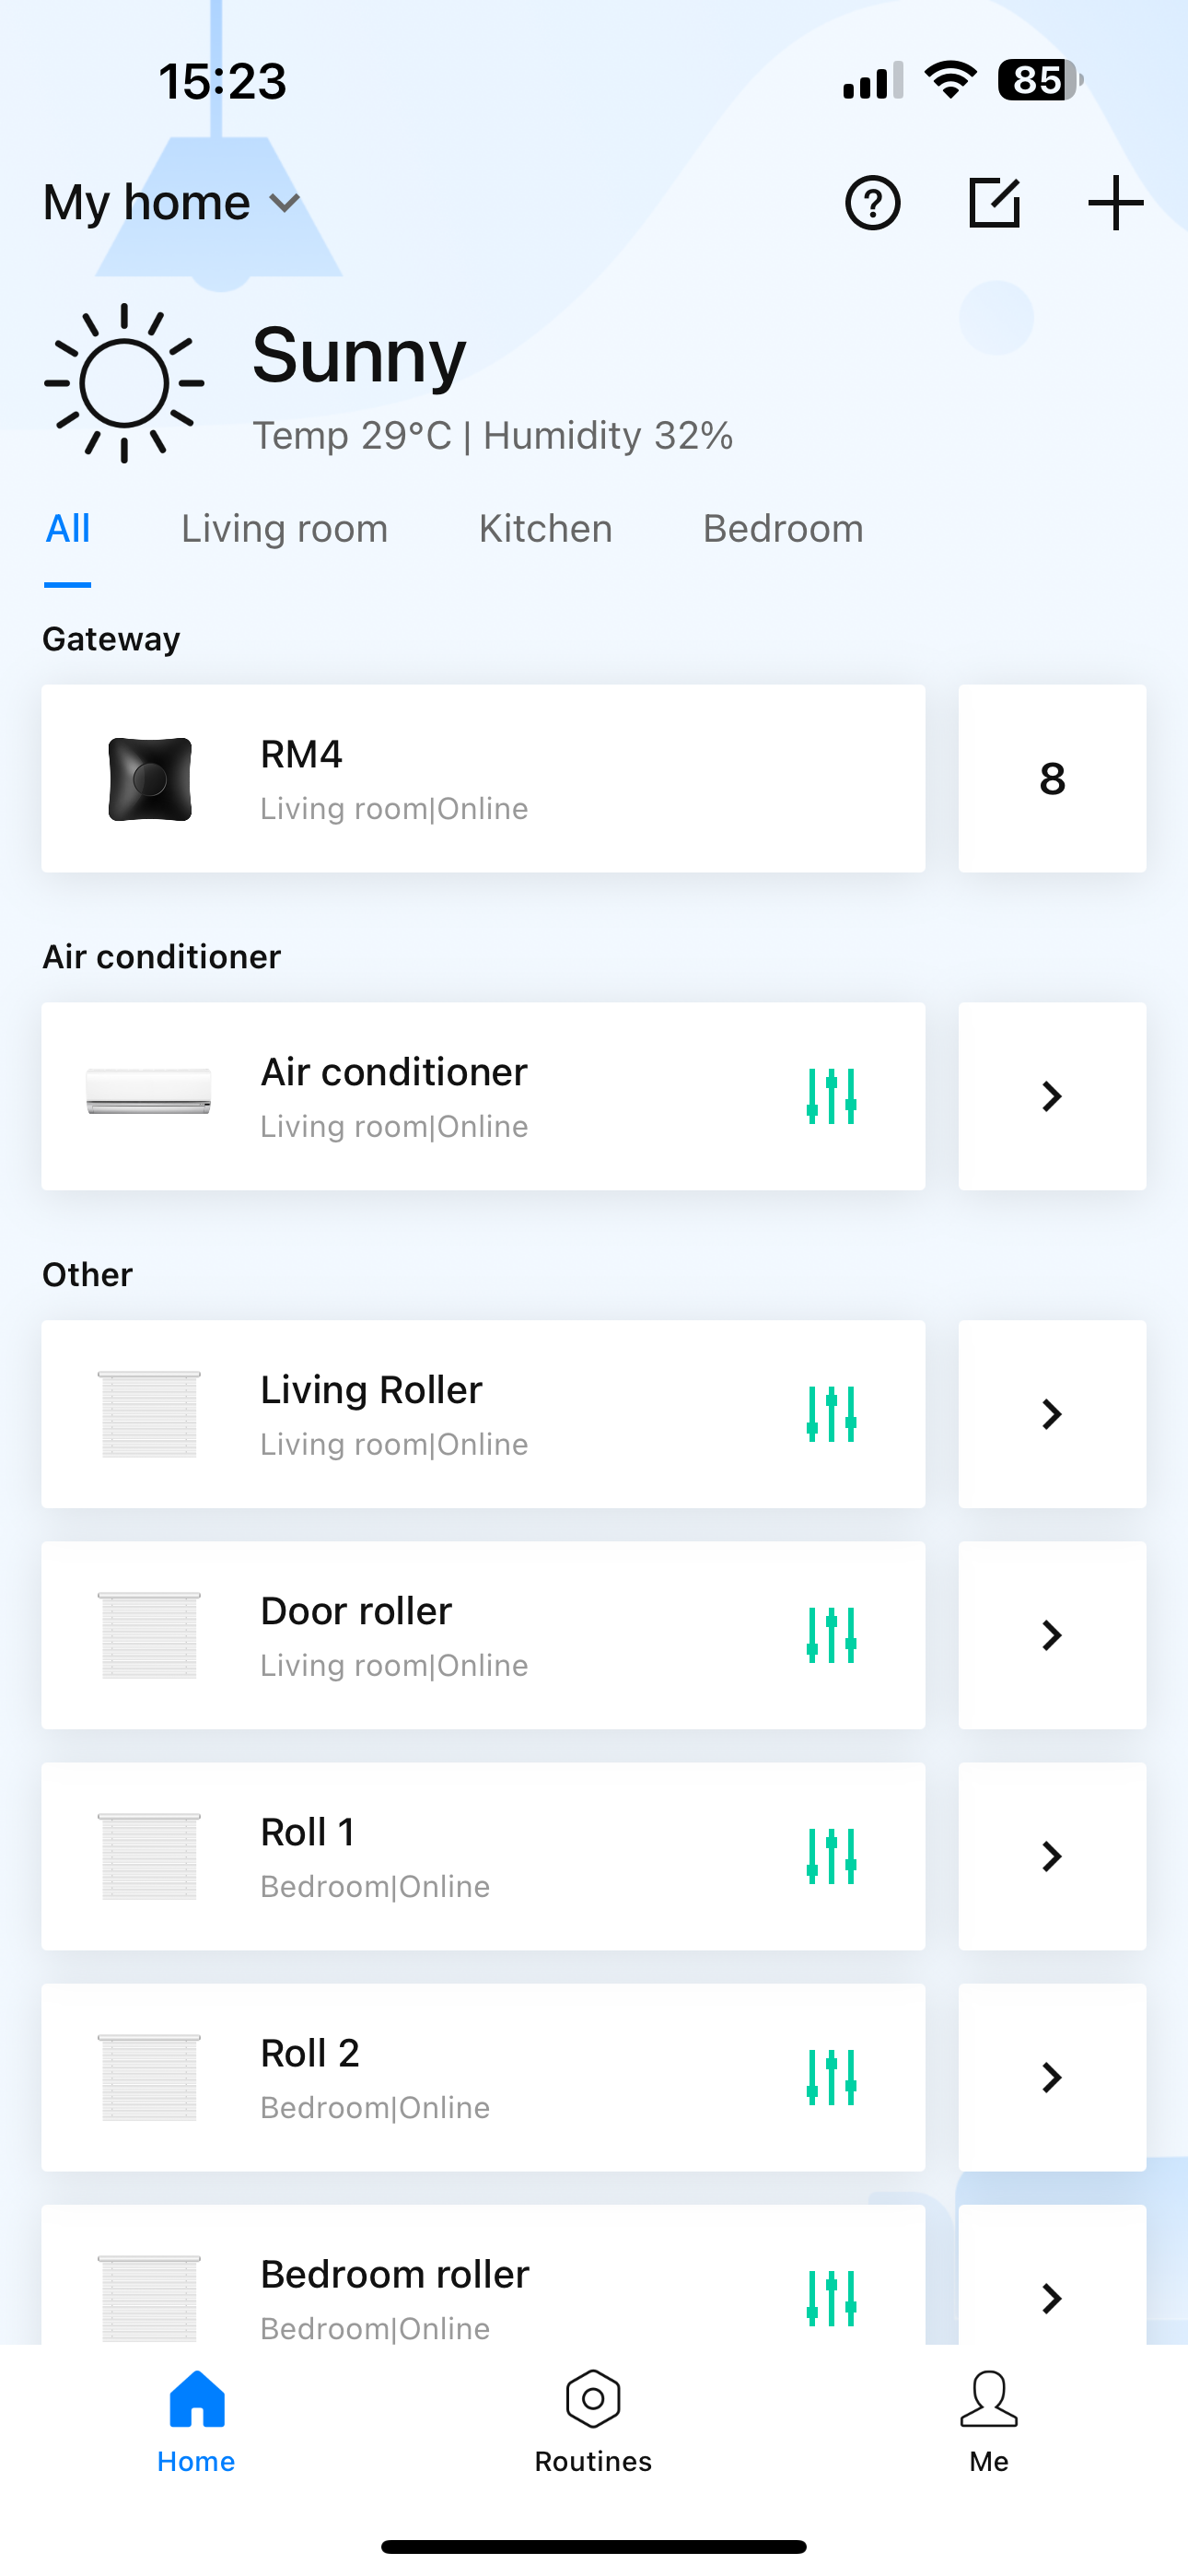 15:23
85
My home
Sunny
Temp 29°C | Humidity 32%
All Living room Kitchen Bedroom
Gateway
RM4
Living room|Online
8
Air conditioner
Air conditioner
Living room|Online
Other
Living Roller
Living room|Online
Door roller
Living room|Online
Roll 1
Bedroom|Online
Roll 2
Bedroom|Online
Bedroom roller
Bedroom|Online
Home Routines Me